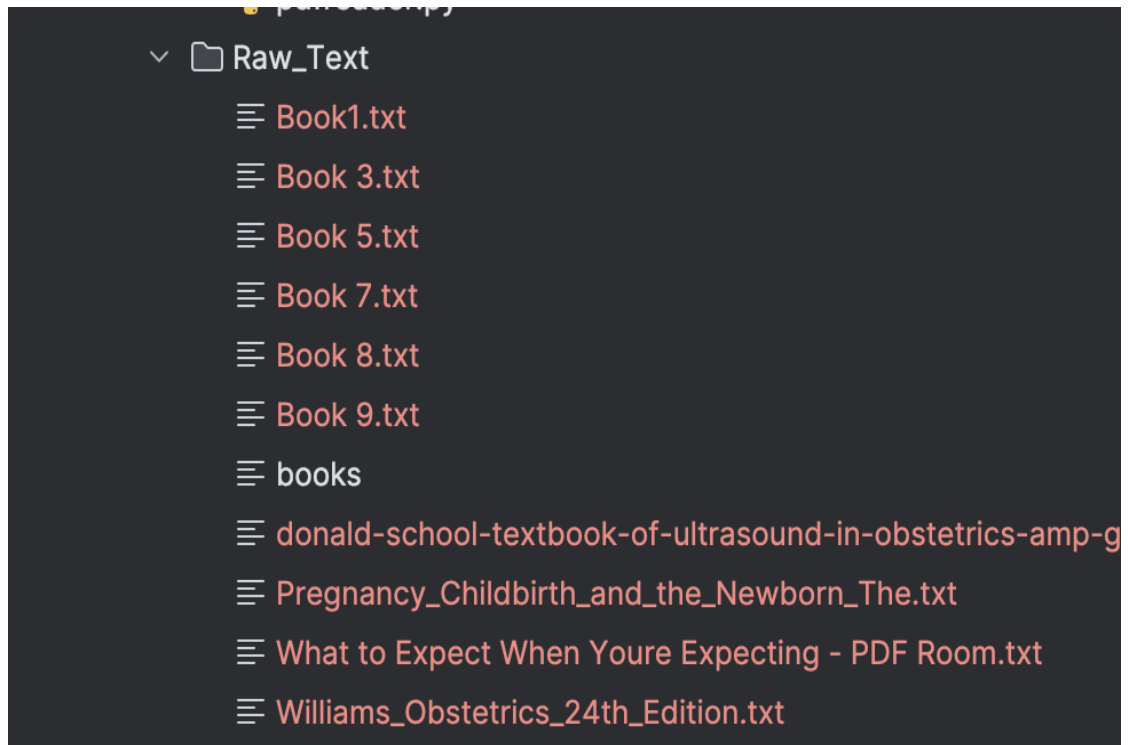 pdfreader.py
Raw_Text
Book1.txt
Book 3.txt
Book 5.txt
Book 7.txt
Book 8.txt
Book 9.txt
books
donald-school-textbook-of-ultrasound-in-obstetrics-amp-g
Pregnancy_Childbirth_and_the_Newborn_The.txt
What to Expect When Youre Expecting - PDF Room.txt
Williams_Obstetrics_24th_Edition.txt